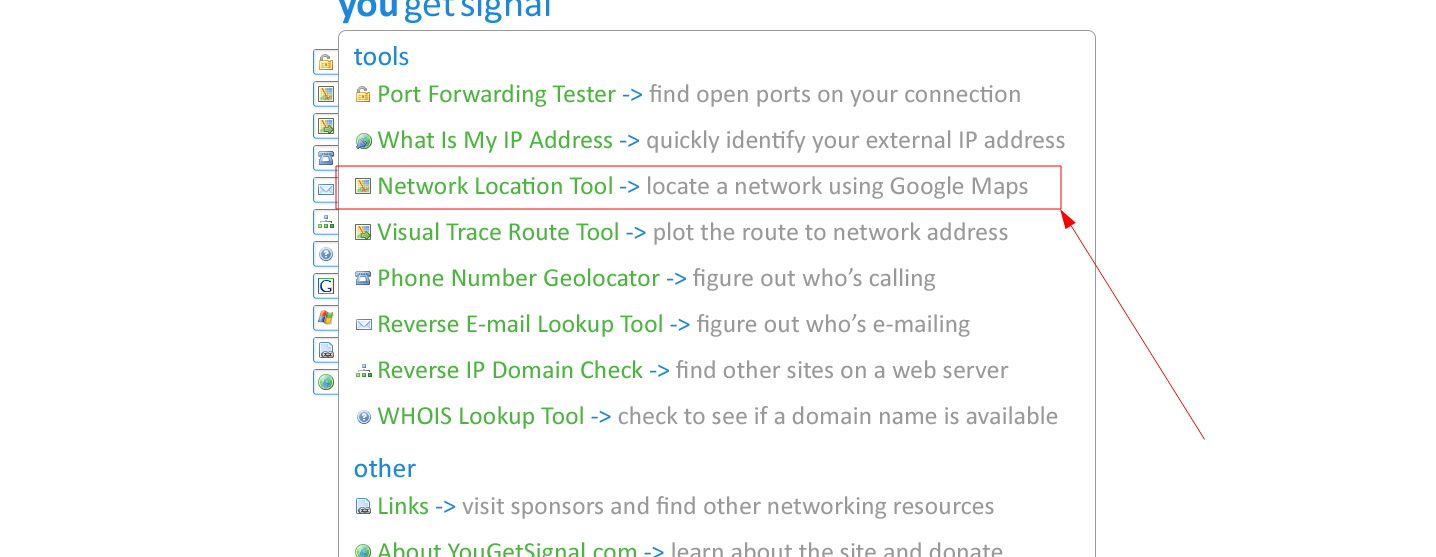 you get signal
tools
Port Forwarding Tester -> find open ports on your connection
What Is My IP Address -> quickly identify your external IP address
Network Location Tool -> locate a network using Google Maps
Visual Trace Route Tool -> plot the route to network address
Phone Number Geolocator -> figure out who’s calling
Reverse E-mail Lookup Tool -> figure out who’s e-mailing
Reverse IP Domain Check -> find other sites on a web server
WHOIS Lookup Tool -> check to see if a domain name is available
other
Links -> visit sponsors and find other networking resources
About YouGetSignal.com -> learn about the site and donate